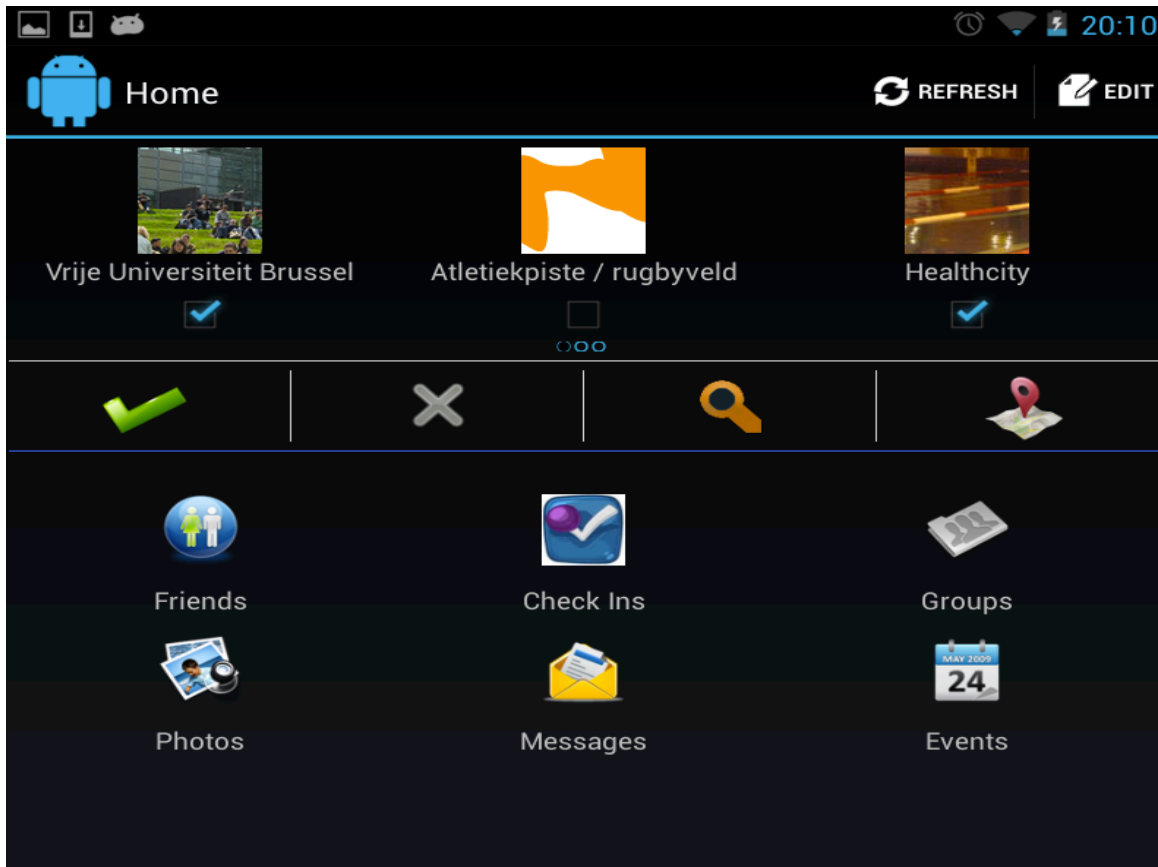 20:10
Home
REFRESH
EDIT
Vrije Universiteit Brussel
Atletiekpiste / rugbyveld
Healthcity
Friends
Check Ins
Groups
MAY 2009
24
Photos
Messages
Events